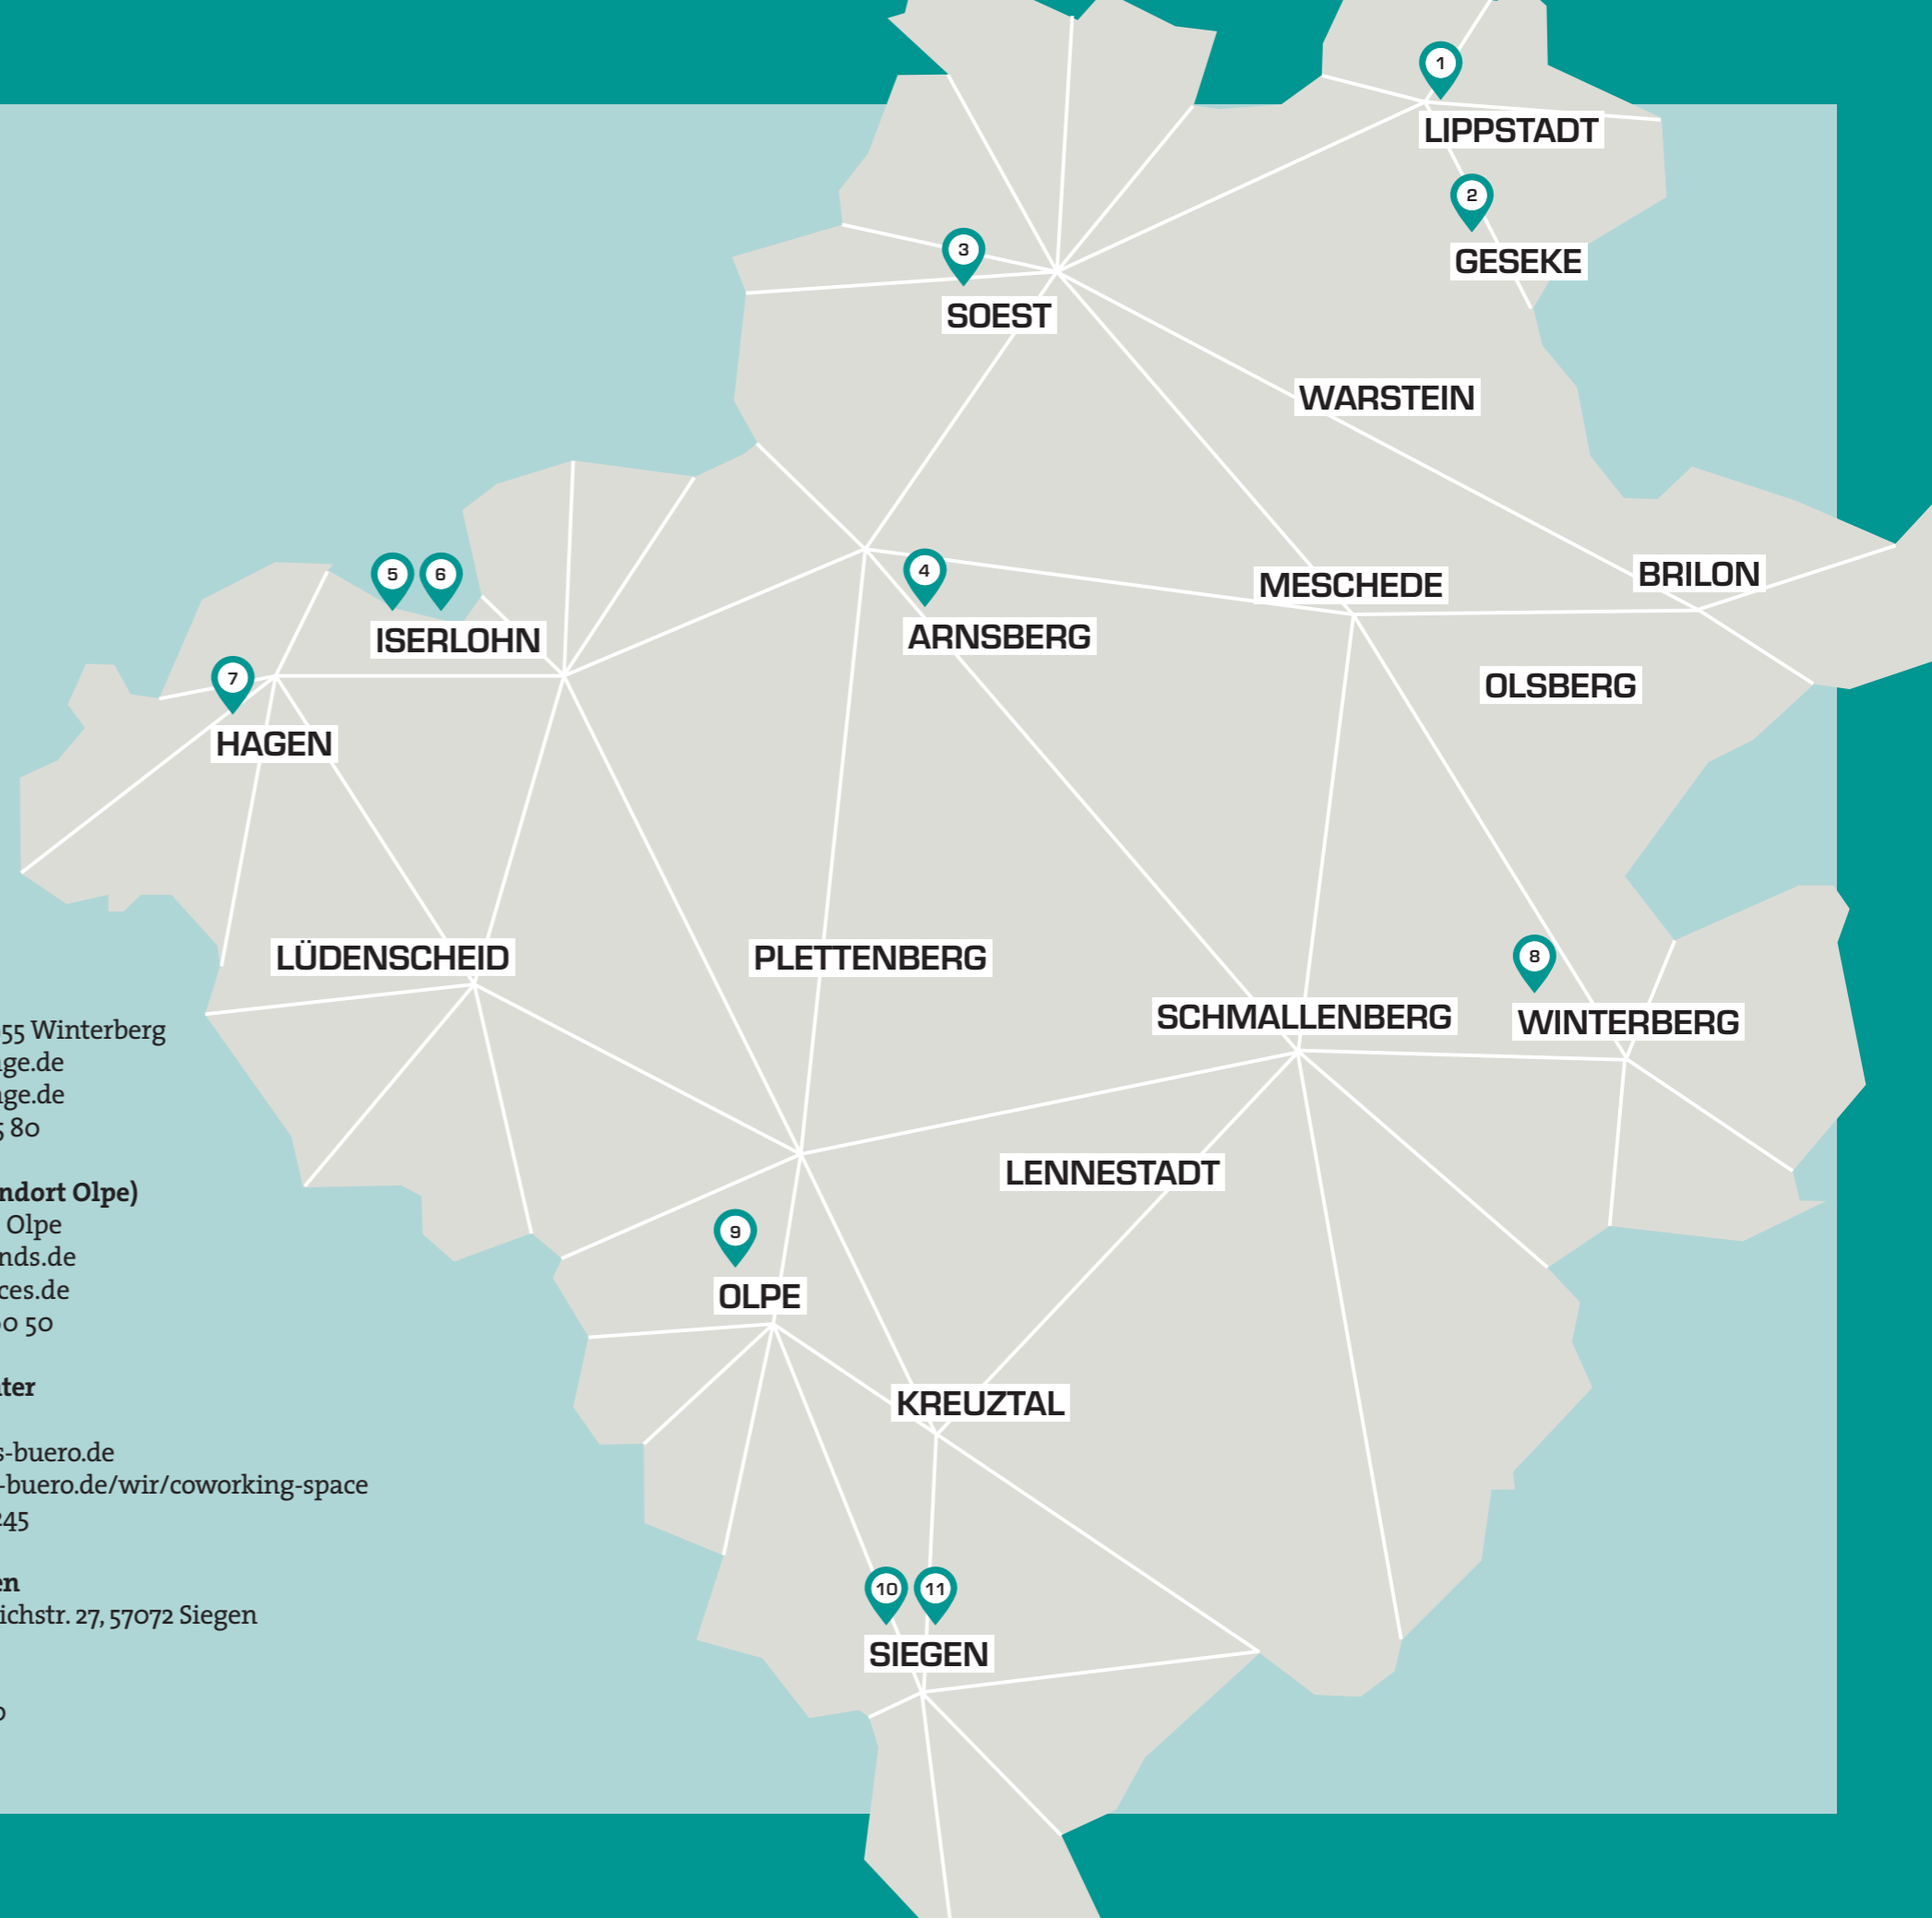 1
LIPPSTADT
2
GESEKE
3
SOEST
WARSTEIN
4
ARNSBERG
MESCHEDE
BRILON
5 6
ISERLOHN
OLSBERG
7
HAGEN
LÜDENSCHEID
PLETTENBERG
8
SCHMALLENBERG
WINTERBERG
LENNESTADT
9
OLPE
KREUZTAL
10 11
SIEGEN
55 Winterberg
ge.de
ge.de
5 80
ndort Olpe)
Olpe
nds.de
ces.de
0 50
ter
s-buero.de
-buero.de/wir/coworking-space
245
en
ichstr. 27, 57072 Siegen
0